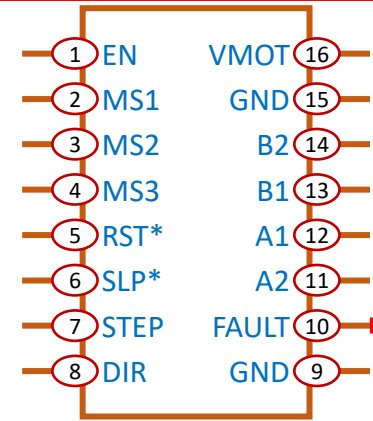 1 EN VMOT 16
2 MS1 GND 15
3 MS2 B2 14
4 MS3 B1 13
5 RST* A1 12
6 SLP* A2 11
7 STEP FAULT 10
8 DIR GND 9